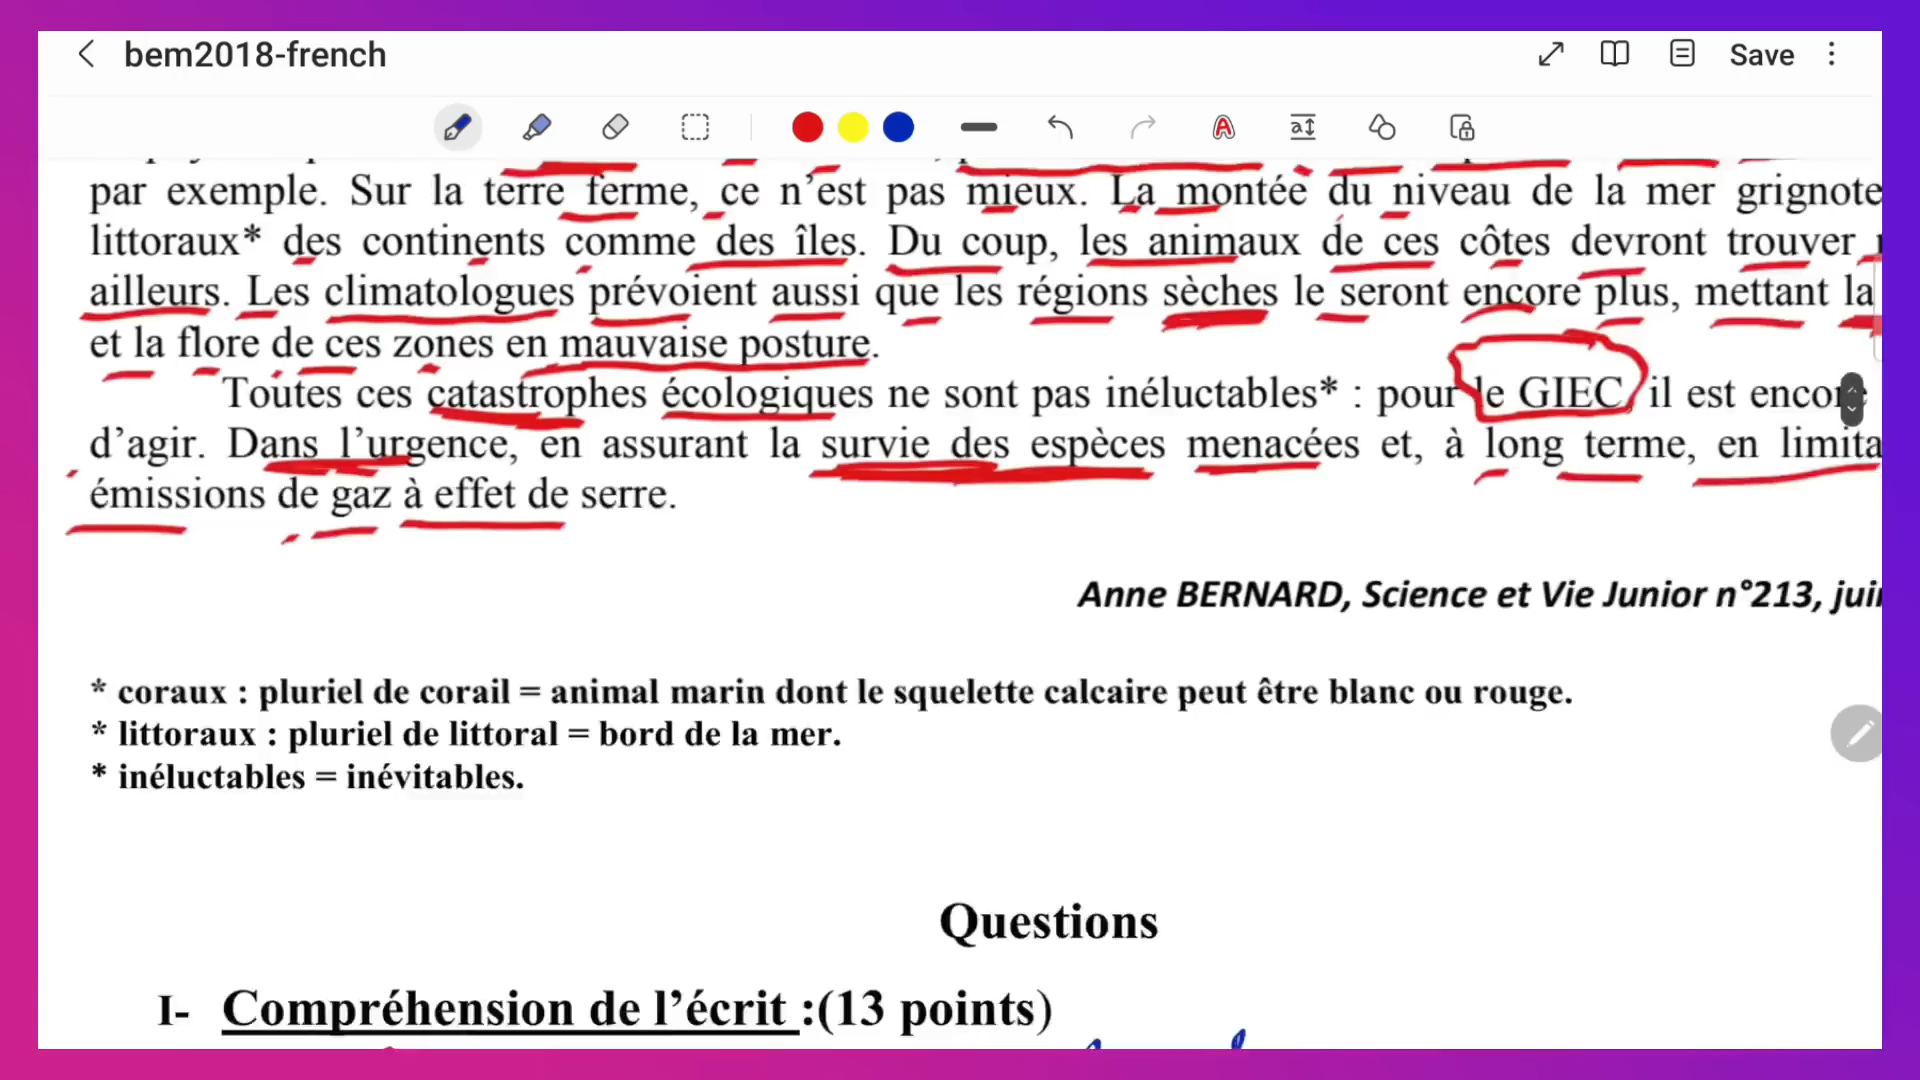 bem2018-french
Save
par exemple. Sur la terre ferme, ce n’est pas mieux. La montée du niveau de la mer grignote
littoraux* des continents comme des îles. Du coup, les animaux de ces côtes devront trouver
ailleurs. Les climatologues prévoient aussi que les régions sèches le seront encore plus, mettant la
et la flore de ces zones en mauvaise posture.
Toutes ces catastrophes écologiques ne sont pas inéluctables* : pour le GIEC, il est encore
d’agir. Dans l’urgence, en assurant la survie des espèces menacées et, à long terme, en limita
émissions de gaz à effet de serre.
Anne BERNARD, Science et Vie Junior n°213, jui
* coraux : pluriel de corail = animal marin dont le squelette calcaire peut être blanc ou rouge.
* littoraux : pluriel de littoral = bord de la mer.
* inéluctables = inévitables.
Questions
I- Compréhension de l’écrit :(13 points)